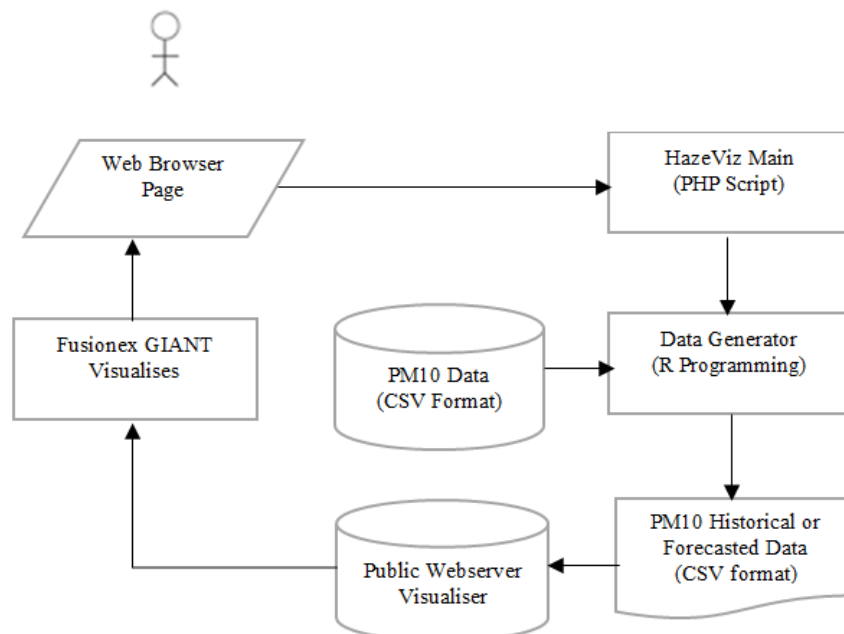 Web Browser
Page
HazeViz Main
(PHP Script)
Fusionex GIANT
Visualises
PM10 Data
(CSV Format)
Data Generator
(R Programming)
Public Webserver
Visualiser
PM10 Historical or
Forecasted Data
(CSV format)